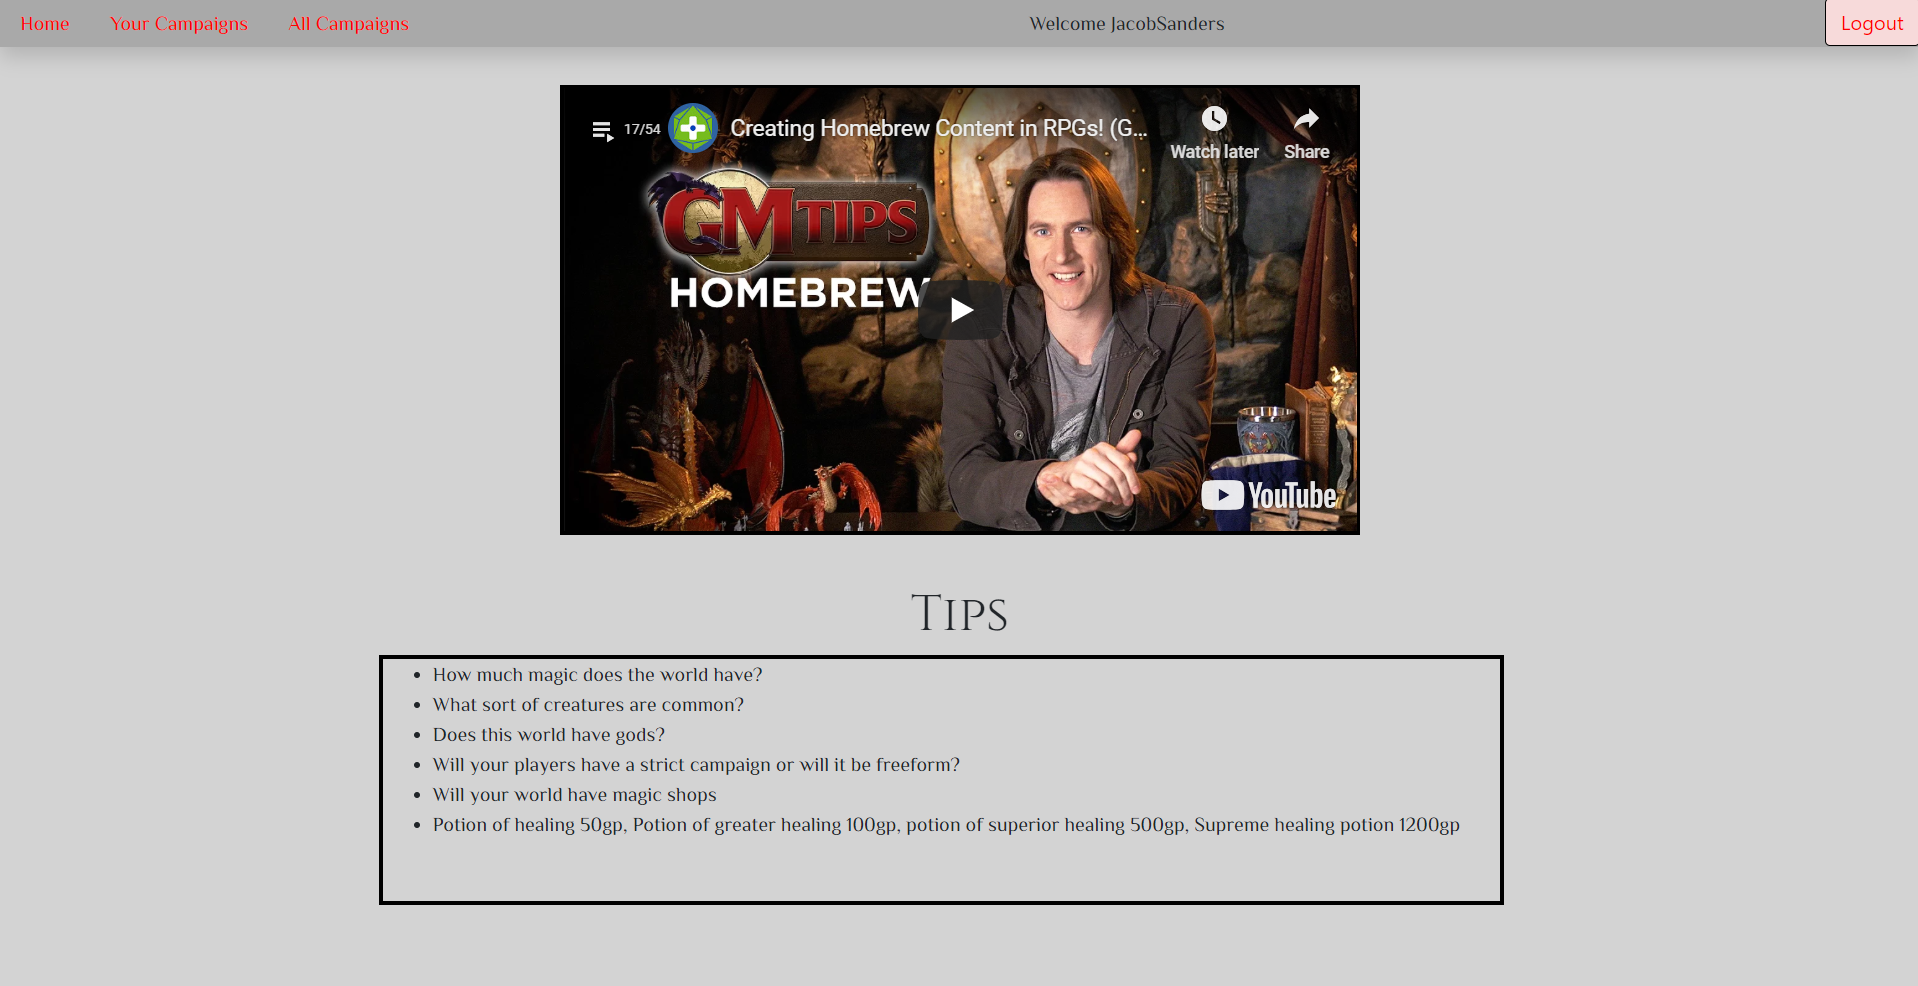 Home Your Campaigns All Campaigns Welcome JacobSanders Logout
17/54 Creating Homebrew Content in RPGs! (G...
Watch later Share
GM TIPS
HOMEBREW
YouTube
Tips
• How much magic does the world have?
• What sort of creatures are common?
• Does this world have gods?
• Will your players have a strict campaign or will it be freeform?
• Will your world have magic shops
• Potion of healing 50gp, Potion of greater healing 100gp, potion of superior healing 500gp, Supreme healing potion 1200gp